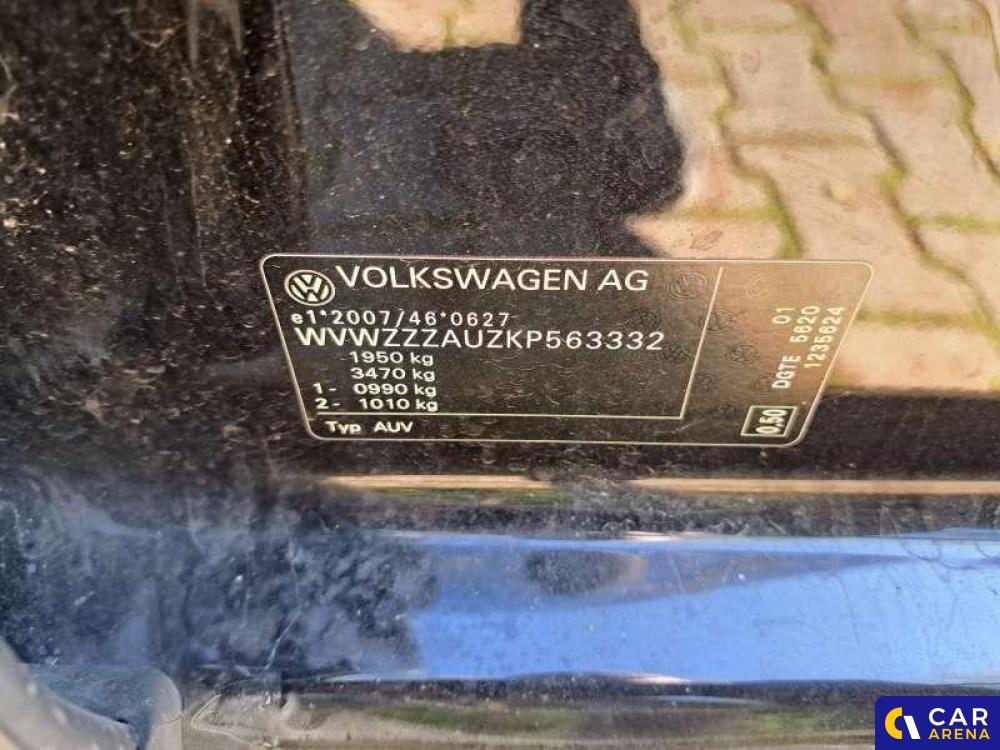 VOLKSWAGEN AG
e1*2007/46*0627
WVWZZZAUZKP563332
1950 kg
3470 kg
1- 0990 kg
2- 1010 kg
Typ AUV
01
DGTE 5620
1235624
0,50
CAR
ARENA